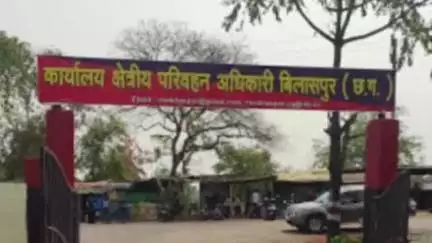 कार्यालय क्षेत्रीय परिवहन अधिकारी बिलासपुर ( छ.ग. )